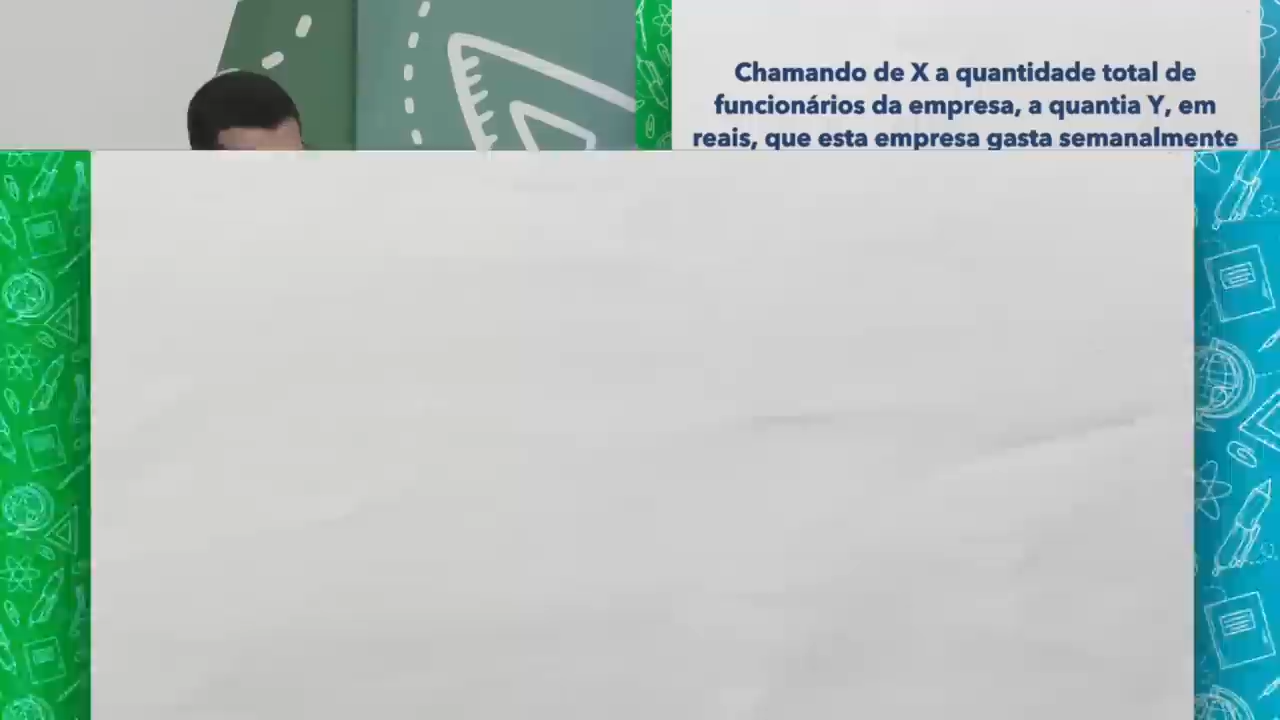 Chamando de X a quantidade total de
funcionários da empresa, a quantia Y, em
reais, que esta empresa gasta semanalmente